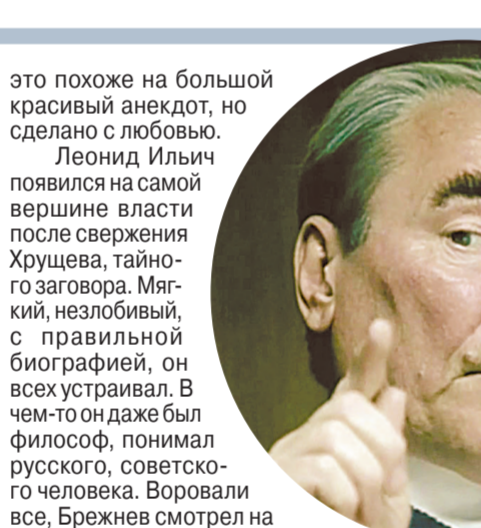 это похоже на большой
красивый анекдот, но
сделано с любовью.
Леонид Ильич
появился на самой
вершине власти
после свержения
Хрущева, тайно-
го заговора. Мяг-
кий, незлобивый,
с правильной
биографией, он
всех устраивал. В
чем-то он даже был
философ, понимал
русского, советско-
го человека. Воровали
все, Брежнев смотрел на